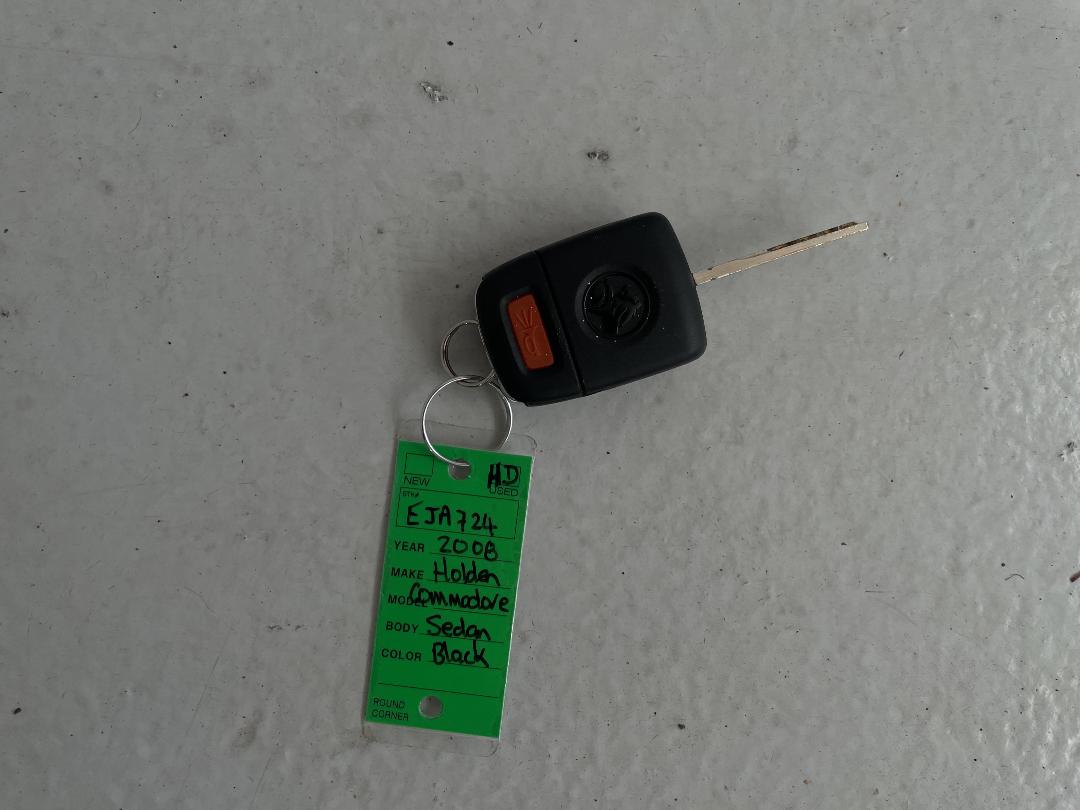 HD
NEW USED
STK#
EJA724
YEAR 2008
MAKE Holden
MODEL Commodore
BODY Sedan
COLOR Black
ROUND
CORNER